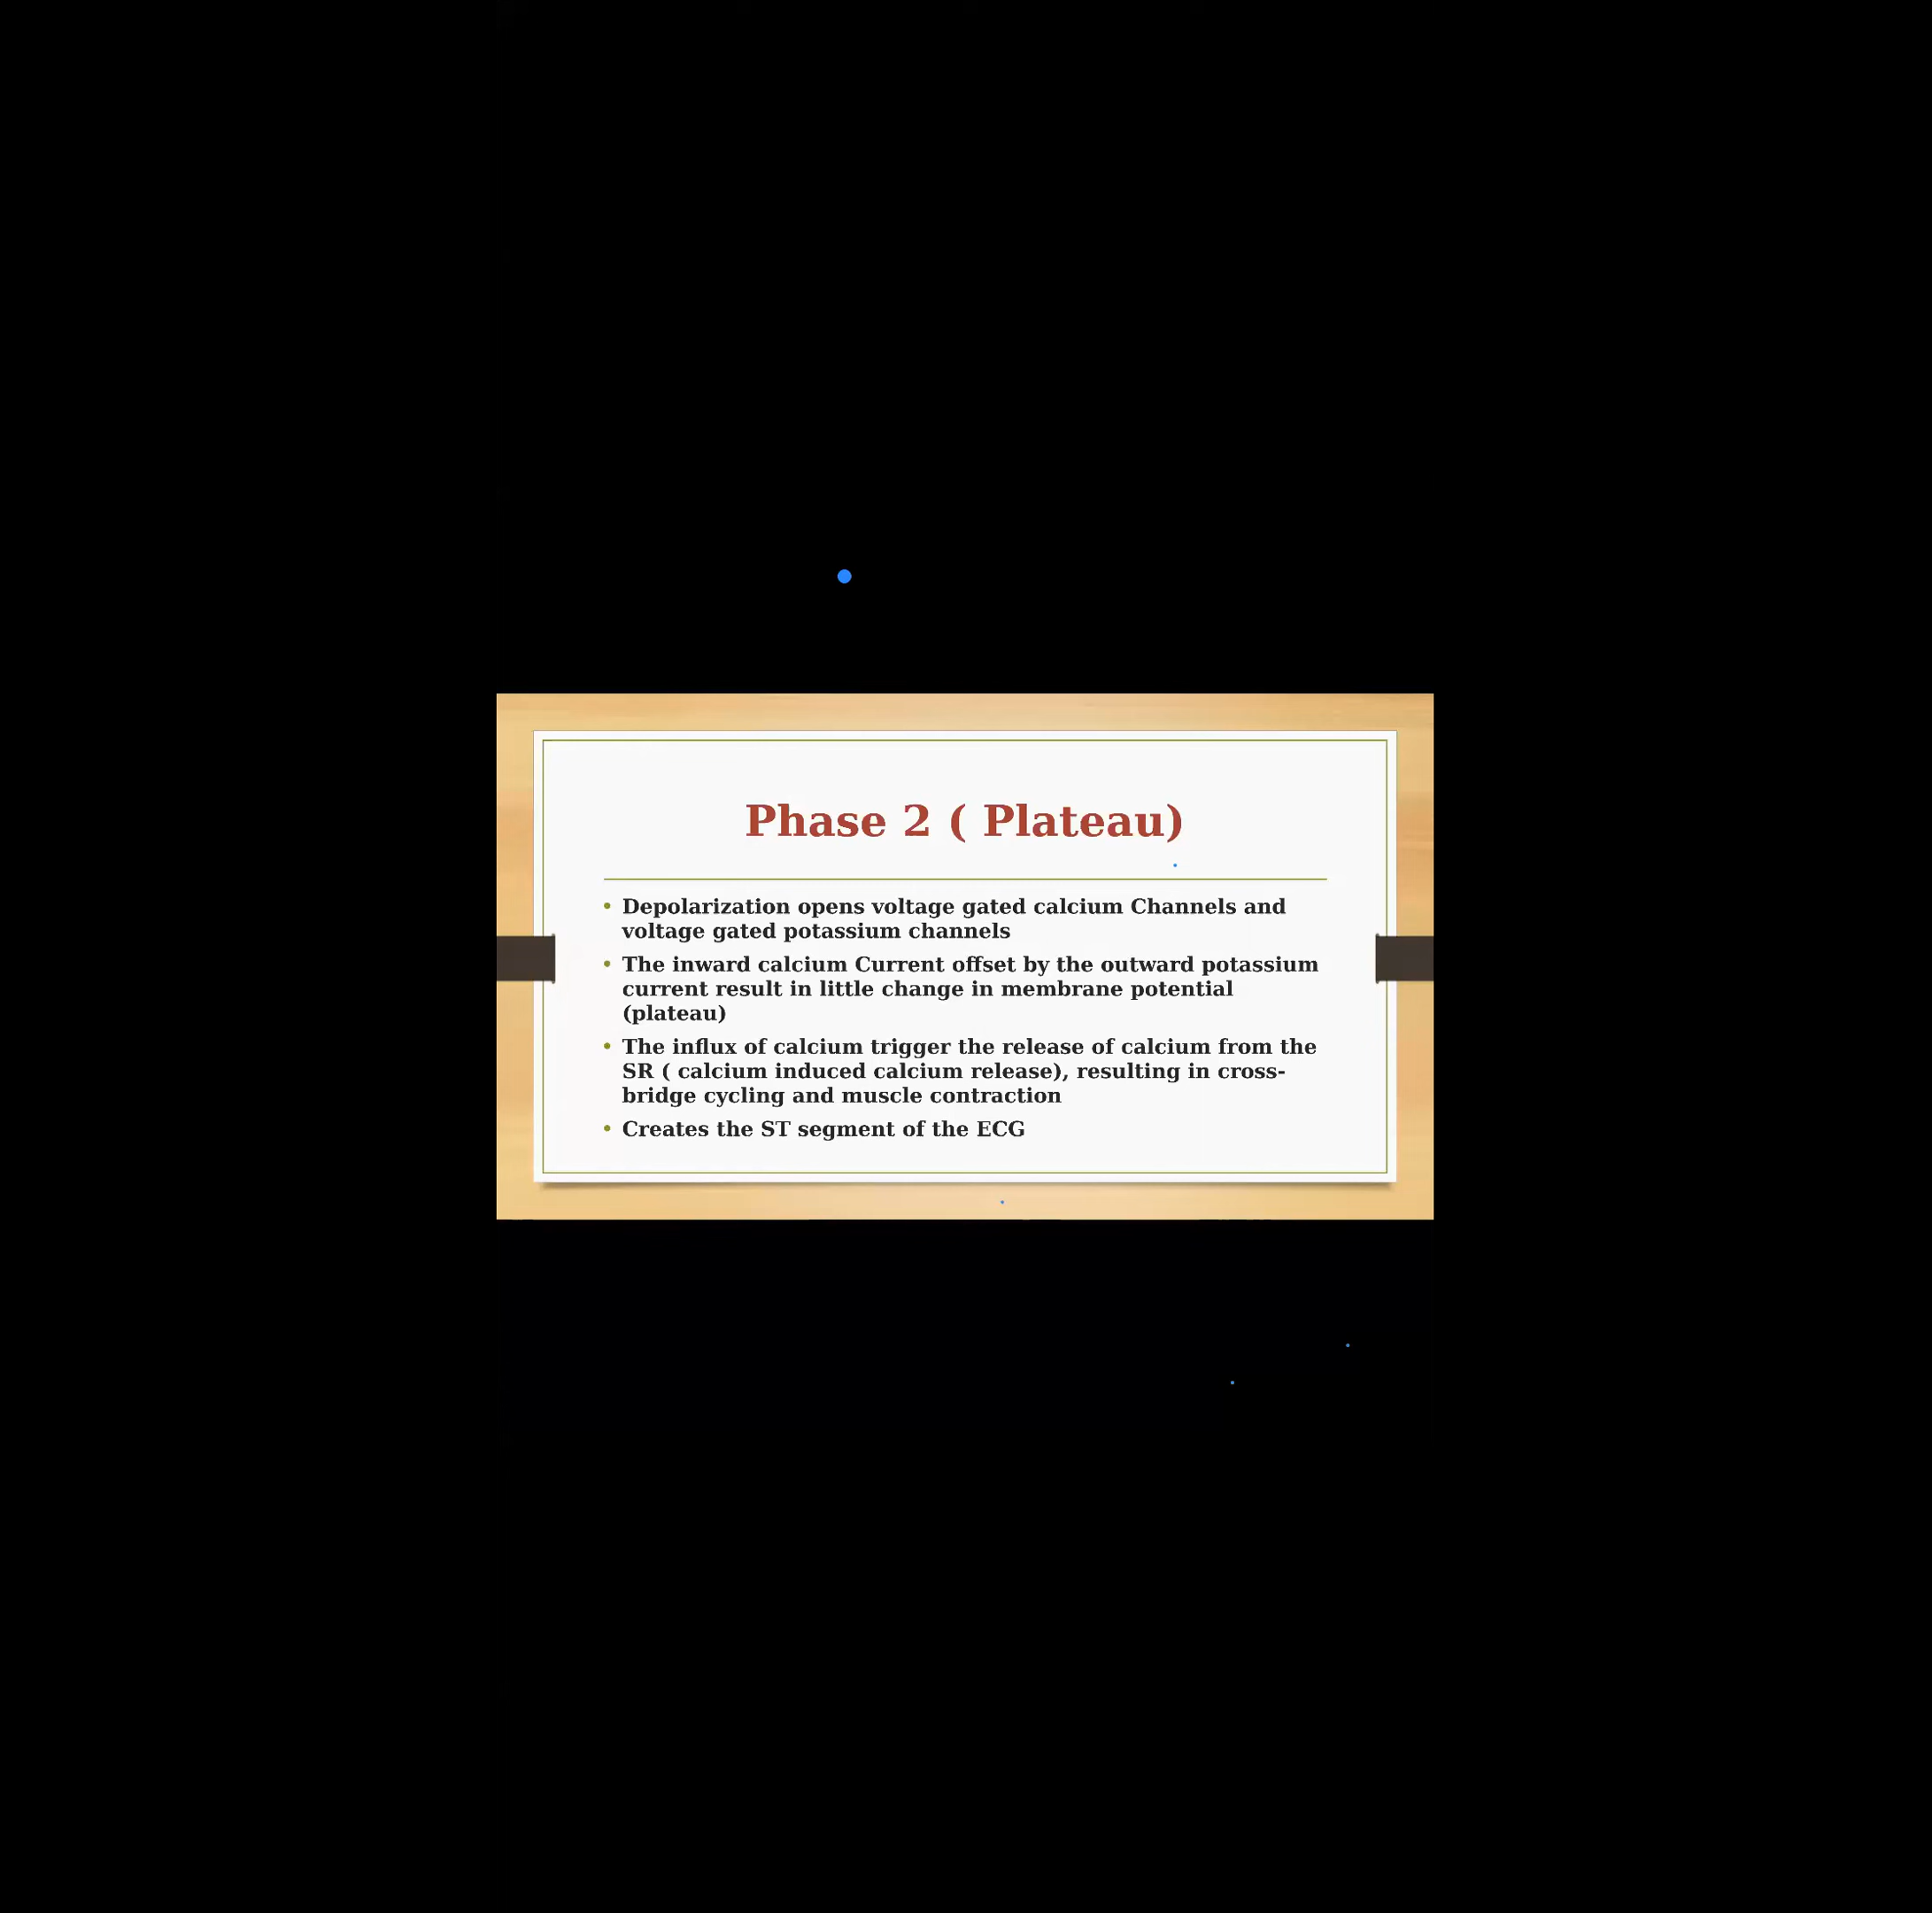 Phase 2 ( Plateau)
• Depolarization opens voltage gated calcium Channels and
voltage gated potassium channels
• The inward calcium Current offset by the outward potassium
current result in little change in membrane potential
(plateau)
• The influx of calcium trigger the release of calcium from the
SR ( calcium induced calcium release), resulting in cross-
bridge cycling and muscle contraction
• Creates the ST segment of the ECG